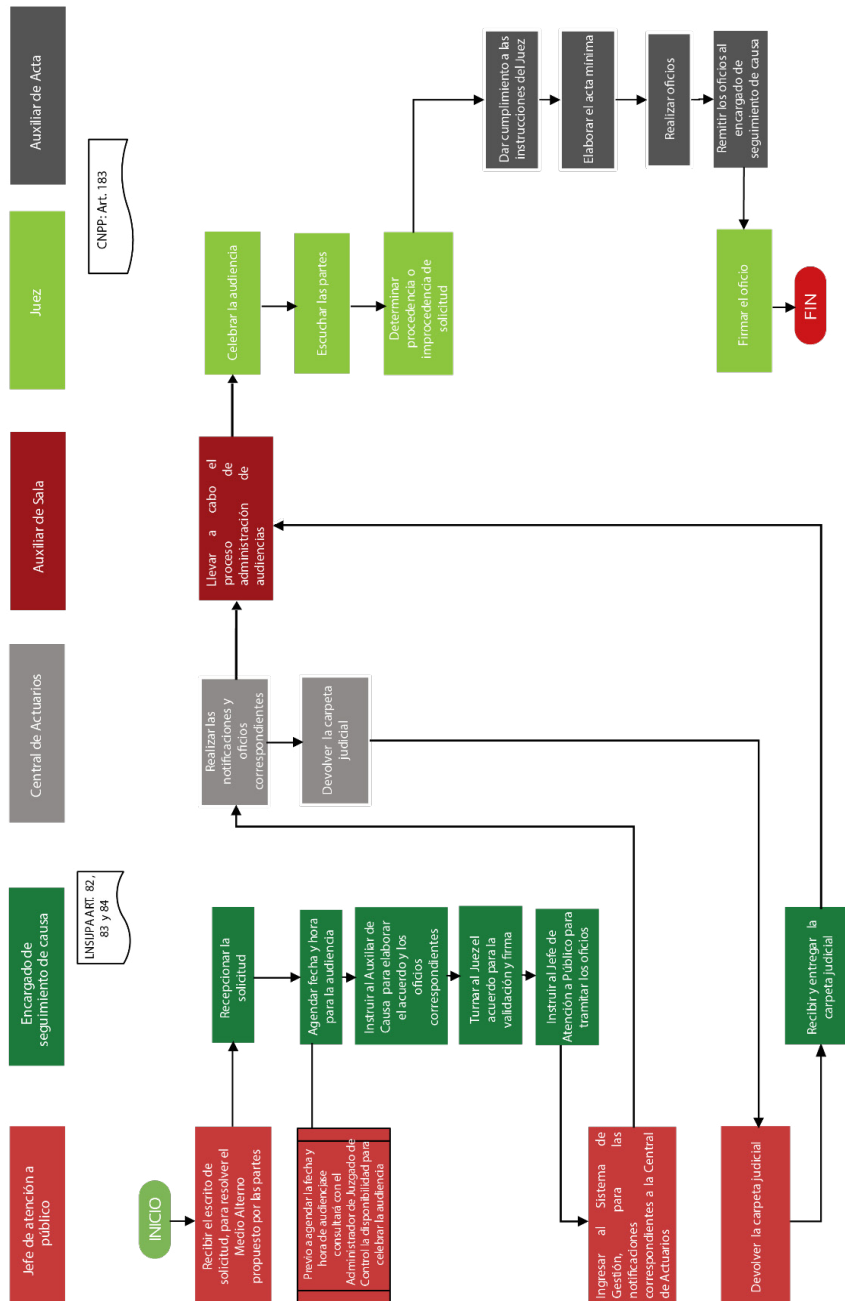 Jefe de atención a
público
Encargado de
seguimiento de causa
Central de Actuarios
Auxiliar de Sala
Juez
Auxiliar de Acta
LNSIJPA ART. 82,
83 y 84
CNPP: Art. 183
INICIO
Recibir el escrito de
solicitud, para resolver el
Medio Alterno
propuesto por las partes
Recepcionar la
solicitud
Previo a agendar la fecha y
hora de audiencia se
consultará con el
Administrador de Juzgado de
Control la disponibilidad para
celebrar la audiencia
Agendar fecha y hora
para la audiencia
Instruir al Auxiliar de
Causa para elaborar
el acuerdo y los
oficios
correspondientes
Turnar al Juez el
acuerdo para la
validación y firma
Instruir al Jefe de
Atención a Público para
tramitar los oficios
Ingresar al Sistema de
Gestión, para las
notificaciones
correspondientes a la Central
de Actuarios
Realizar las
notificaciones y
oficios
correspondientes
Devolver la carpeta
judicial
Devolver la carpeta judicial
Recibir y entregar la
carpeta judicial
Llevar a cabo el
proceso de
administración de
audiencias
Celebrar la audiencia
Escuchar las partes
Determinar
procedencia o
improcedencia de
solicitud
Dar cumplimiento a las
instrucciones del Juez
Elaborar el acta mínima
Realizar oficios
Remitir los oficios al
encargado de
seguimiento de causa
Firmar el oficio
FIN